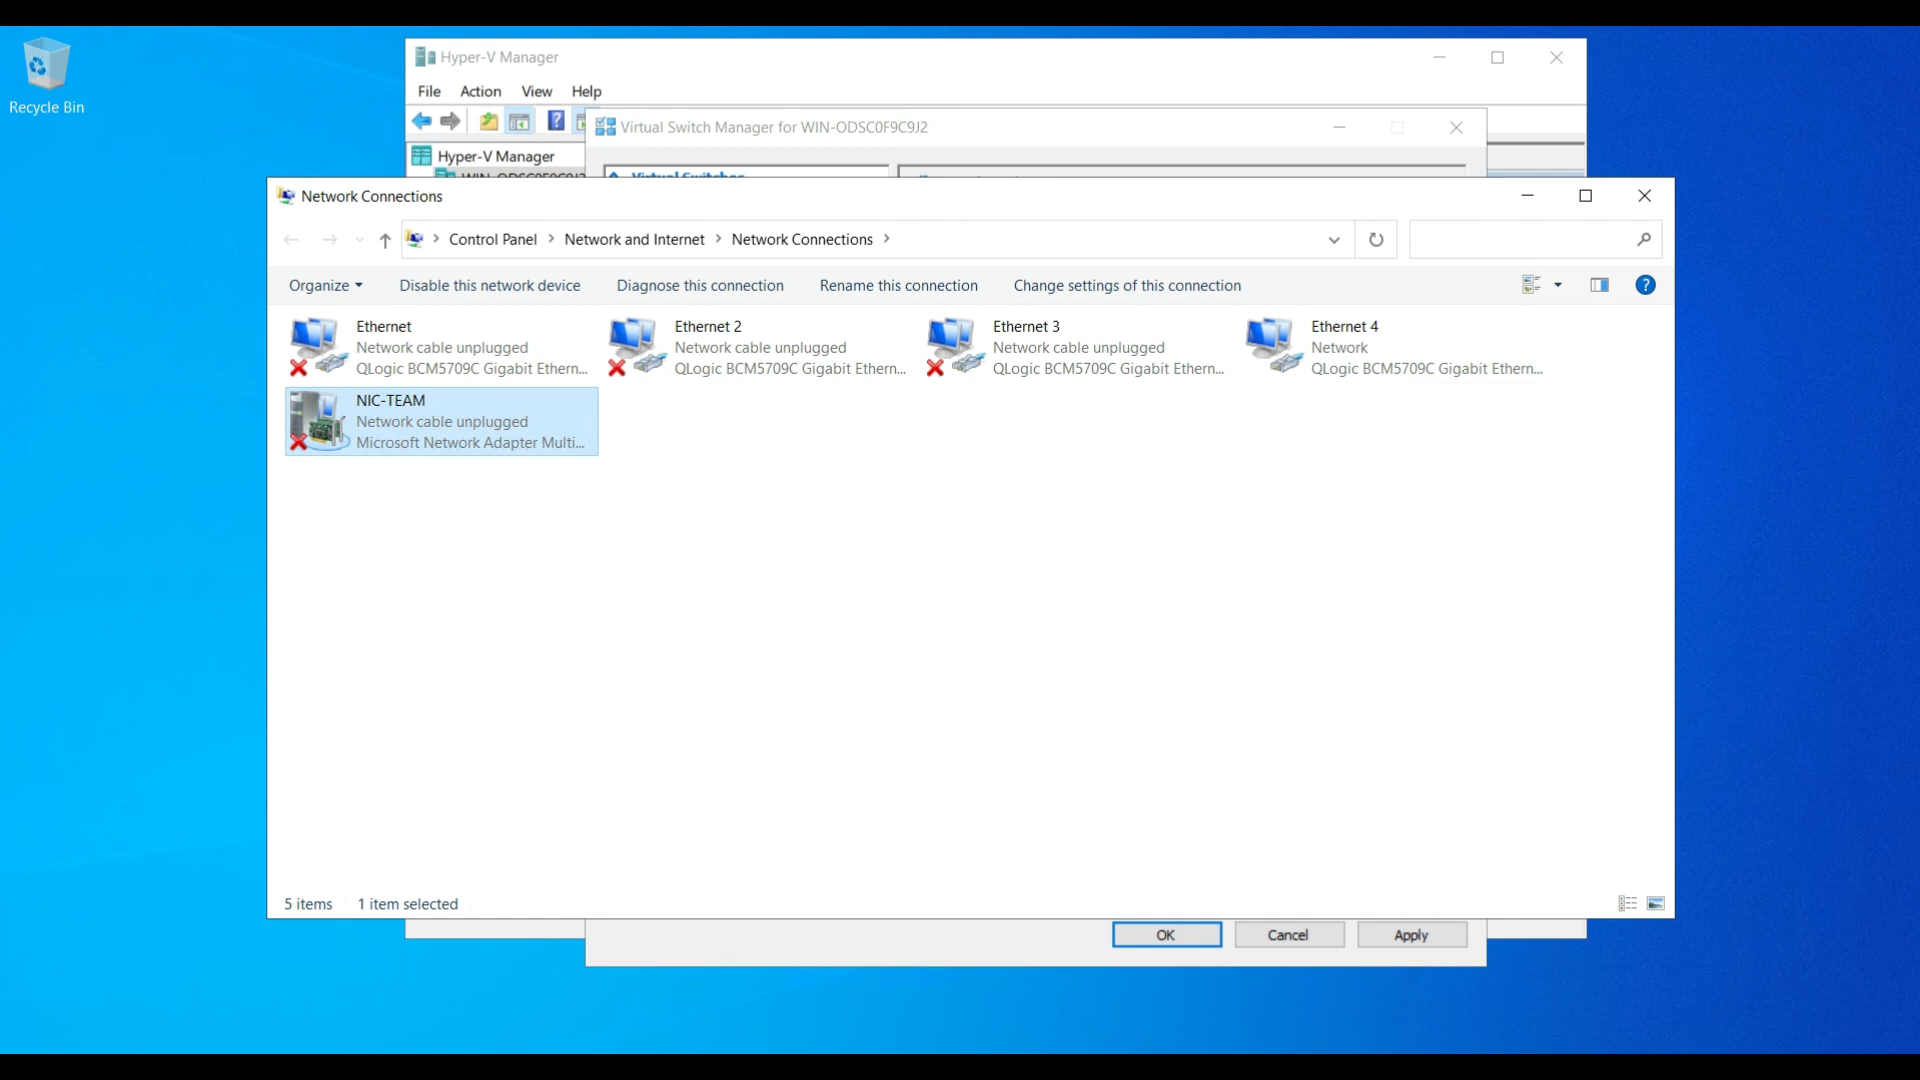 Recycle Bin
Hyper-V Manager
File Action View Help
Virtual Switch Manager for WIN-ODSC0F9C9J2
Hyper-V Manager
Network Connections
Control Panel > Network and Internet > Network Connections >
Organize
Disable this network device
Diagnose this connection
Rename this connection
Change settings of this connection
Ethernet
Network cable unplugged
QLogic BCM5709C Gigabit Ethern...
Ethernet 2
Network cable unplugged
QLogic BCM5709C Gigabit Ethern...
Ethernet 3
Network cable unplugged
QLogic BCM5709C Gigabit Ethern...
Ethernet 4
Network
QLogic BCM5709C Gigabit Ethern...
NIC-TEAM
Network cable unplugged
Microsoft Network Adapter Multi...
5 items 1 item selected
OK Cancel Apply